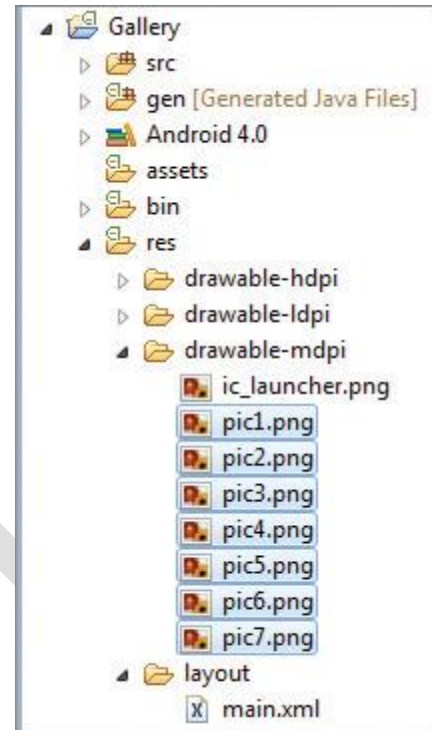 Gallery
src
gen [Generated Java Files]
Android 4.0
assets
bin
res
drawable-hdpi
drawable-ldpi
drawable-mdpi
ic_launcher.png
pic1.png
pic2.png
pic3.png
pic4.png
pic5.png
pic6.png
pic7.png
layout
main.xml